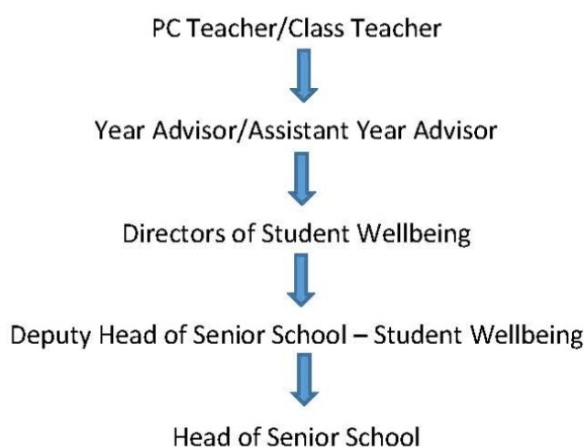 PC Teacher/Class Teacher
Year Advisor/Assistant Year Advisor
Directors of Student Wellbeing
Deputy Head of Senior School – Student Wellbeing
Head of Senior School